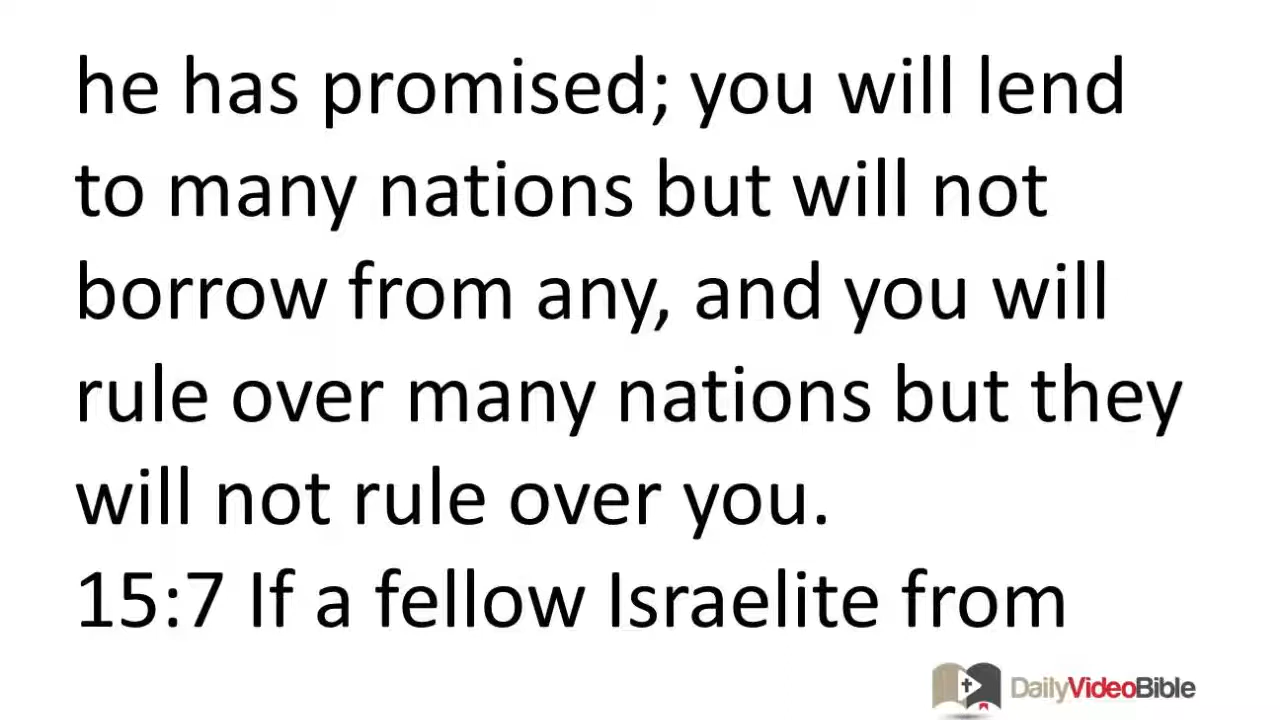 he has promised; you will lend
to many nations but will not
borrow from any, and you will
rule over many nations but they
will not rule over you.
15:7 If a fellow Israelite from
DailyVideoBible